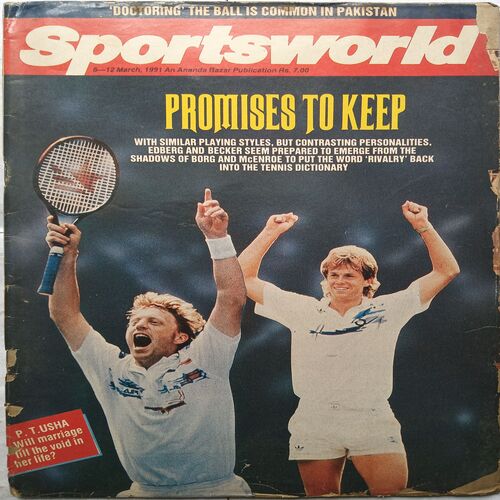 'DOCTORING' THE BALL IS COMMON IN PAKISTAN
Sportsworld
6—12 March, 1991 An Ananda Bazar Publication Rs. 7.00
PROMISES TO KEEP
WITH SIMILAR PLAYING STYLES, BUT CONTRASTING PERSONALITIES,
EDBERG AND BECKER SEEM PREPARED TO EMERGE FROM THE
SHADOWS OF BORG AND McENROE TO PUT THE WORD 'RIVALRY' BACK
INTO THE TENNIS DICTIONARY
P.T.USHA
Will marriage
fill the void in
her life?